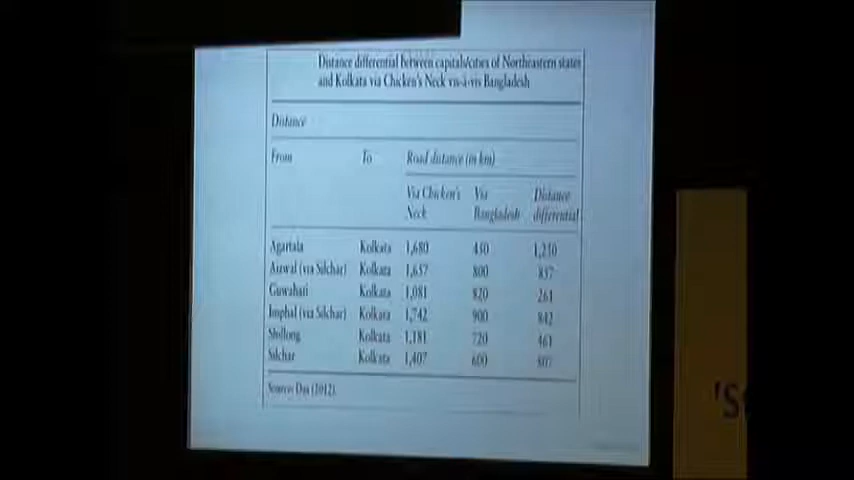 Distance differential between capitals/cities of Northeastern states
and Kolkata via Chicken's Neck vis-à-vis Bangladesh
Distance
From To Road distance (in km)
Via Chicken's Neck Via Bangladesh Distance differential
Agartala Kolkata 1,680 450 1,230
Aizwal (via Silchar) Kolkata 1,657 800 857
Guwahati Kolkata 1,081 820 261
Imphal (via Silchar) Kolkata 1,742 900 842
Shillong Kolkata 1,181 720 461
Silchar Kolkata 1,407 600 807
Source: Das (2012).
'S